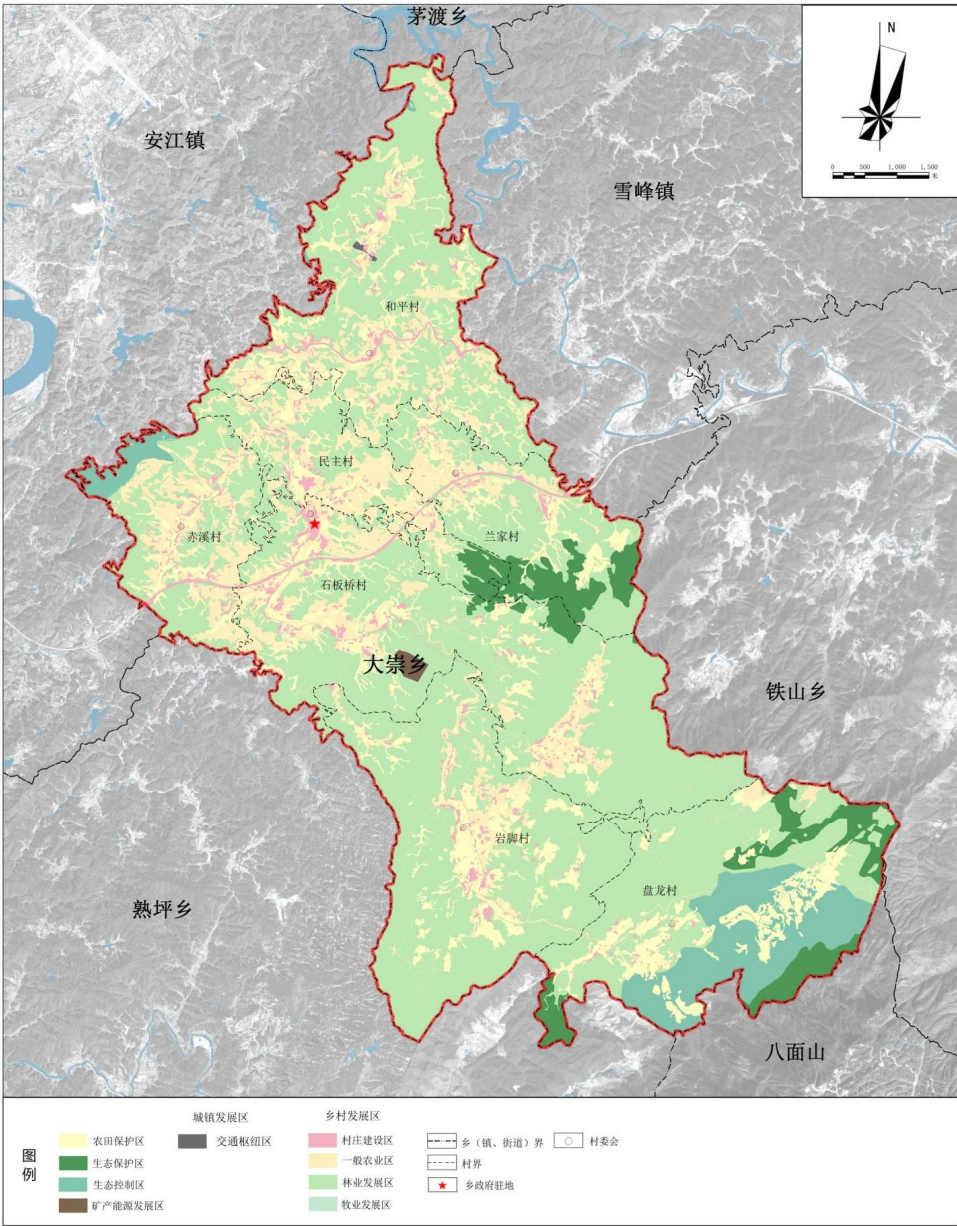 茅渡乡
N
安江镇
0 500 1,000 1,500
米
雪峰镇
和平村
民主村
赤溪村
兰家村
石板桥村
大崇乡
铁山乡
岩脚村
盘龙村
熟坪乡
八面山
图例
城镇发展区 乡村发展区
农田保护区 交通枢纽区 村庄建设区 乡（镇、街道）界 村委会
生态保护区 一般农业区 村界
生态控制区 林业发展区 乡政府驻地
矿产能源发展区 牧业发展区